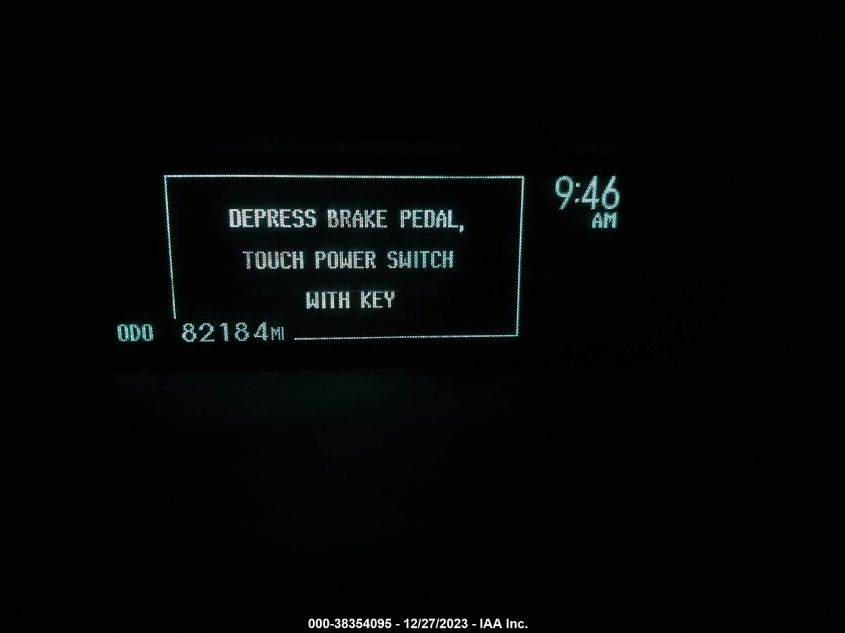 DEPRESS BRAKE PEDAL,
TOUCH POWER SWITCH
WITH KEY
9:46
AM
ODO 82184MI
000-38354095 - 12/27/2023 - IAA Inc.